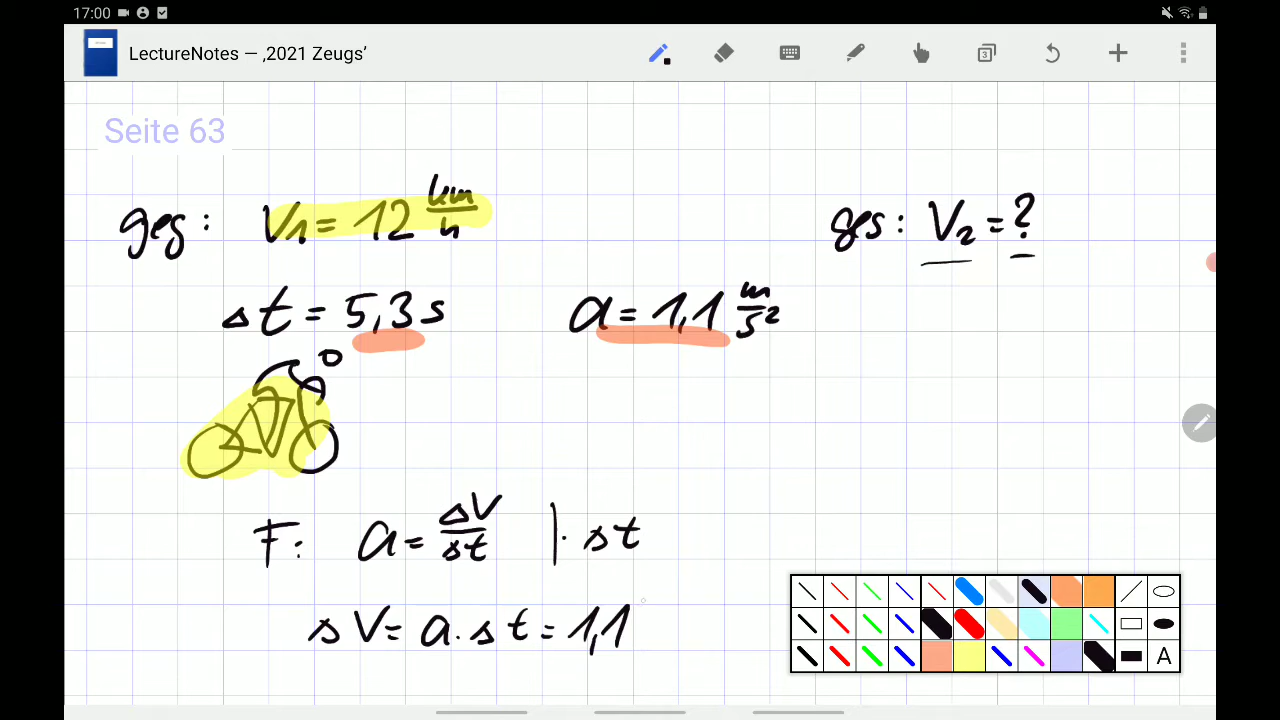 17:00
LectureNotes — ‚2021 Zeugs‘
3
Seite 63
geg: V1 = 12 km/h
ges: V2 = ?
Δt = 5,3 s
a = 1,1 m/s²
F: a = ΔV/Δt | · Δt
ΔV = a · Δt = 1,1
A